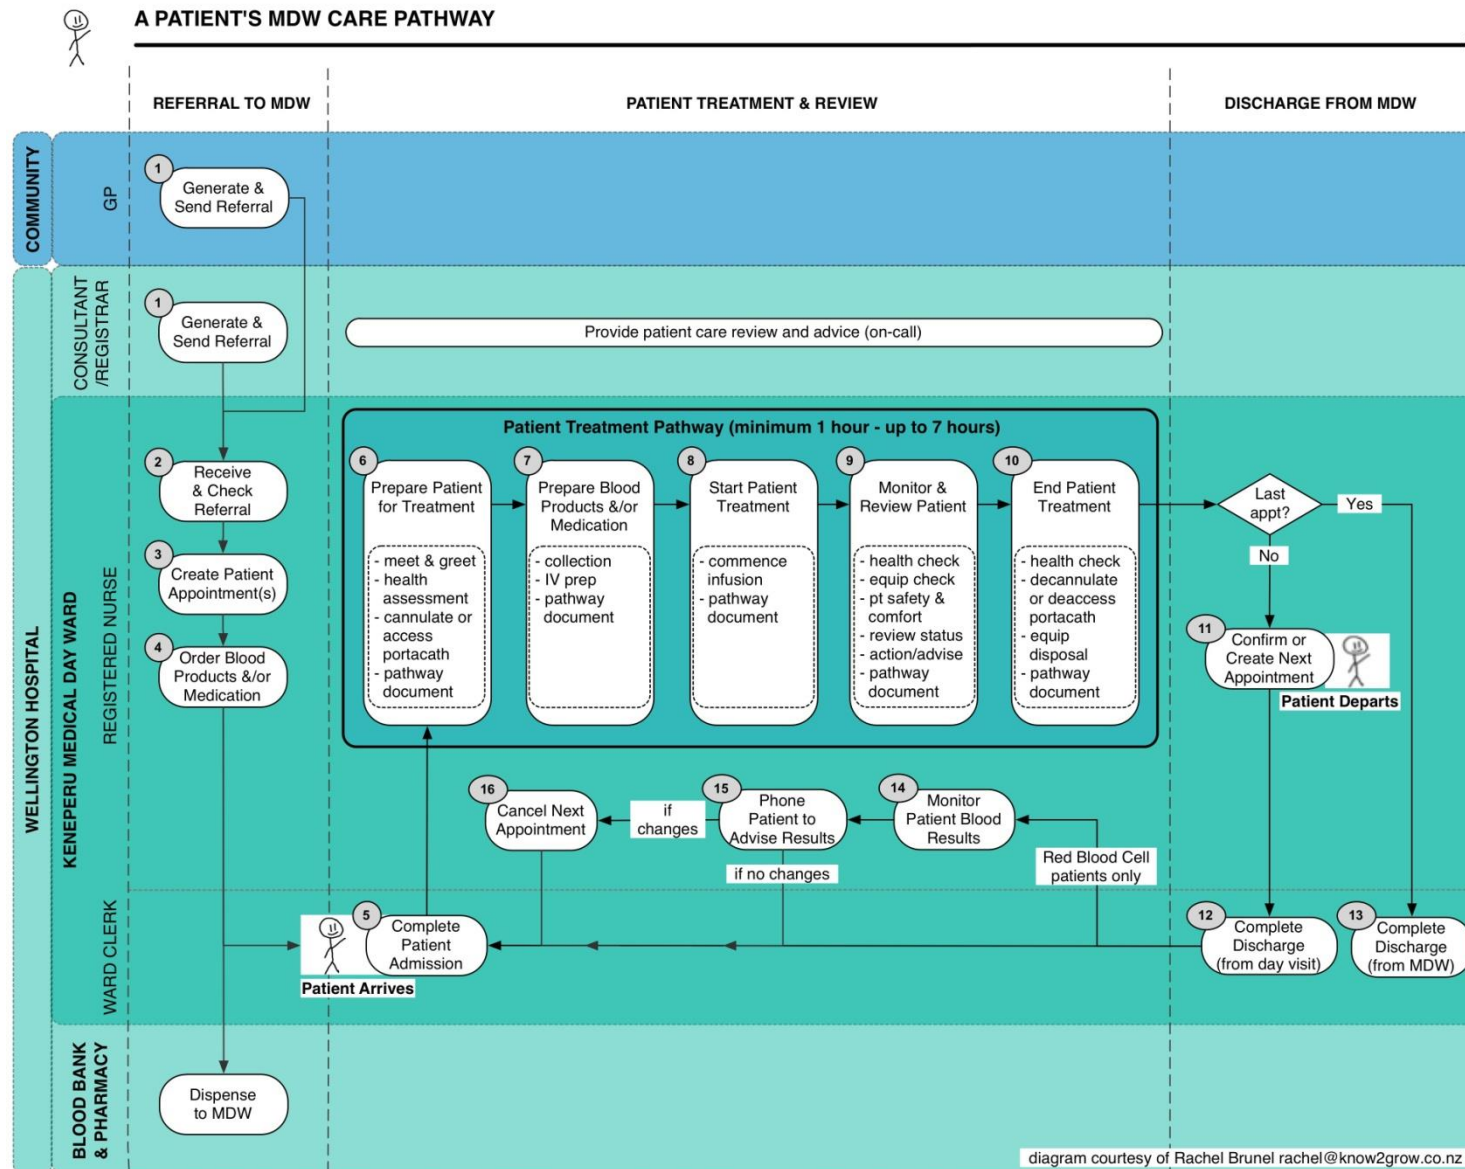 A PATIENT'S MDW CARE PATHWAY
REFERRAL TO MDW
PATIENT TREATMENT & REVIEW
DISCHARGE FROM MDW
COMMUNITY
GP
1
Generate &
Send Referral
WELLINGTON HOSPITAL
CONSULTANT
/REGISTRAR
1
Generate &
Send Referral
Provide patient care review and advice (on-call)
KENEPERU MEDICAL DAY WARD
REGISTERED NURSE
2
Receive
& Check
Referral
3
Create Patient
Appointment(s)
4
Order Blood
Products &/or
Medication
Patient Treatment Pathway (minimum 1 hour - up to 7 hours)
6
Prepare Patient
for Treatment
- meet & greet
- health
assessment
- cannulate or
access
portacath
- pathway
document
7
Prepare Blood
Products &/or
Medication
- collection
- IV prep
- pathway
document
8
Start Patient
Treatment
- commence
infusion
- pathway
document
9
Monitor &
Review Patient
- health check
- equip check
- pt safety &
comfort
- review status
- action/advise
- pathway
document
10
End Patient
Treatment
- health check
- decannulate
or deaccess
portacath
- equip
disposal
- pathway
document
Last
appt?
Yes
No
11
Confirm or
Create Next
Appointment
Patient Departs
16
Cancel Next
Appointment
if
changes
15
Phone
Patient to
Advise Results
14
Monitor
Patient Blood
Results
if no changes
Red Blood Cell
patients only
WARD CLERK
Patient Arrives
5
Complete
Patient
Admission
12
Complete
Discharge
(from day visit)
13
Complete
Discharge
(from MDW)
BLOOD BANK
& PHARMACY
Dispense
to MDW
diagram courtesy of Rachel Brunel rachel@know2grow.co.nz